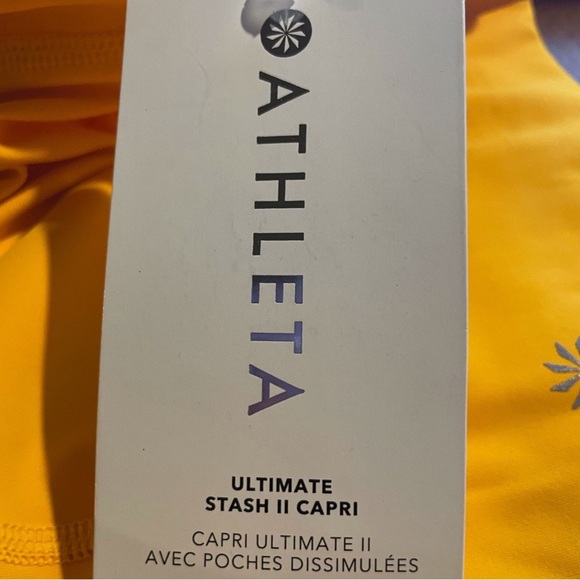 ATHLETA
ULTIMATE
STASH II CAPRI
CAPRI ULTIMATE II
AVEC POCHES DISSIMULÉES